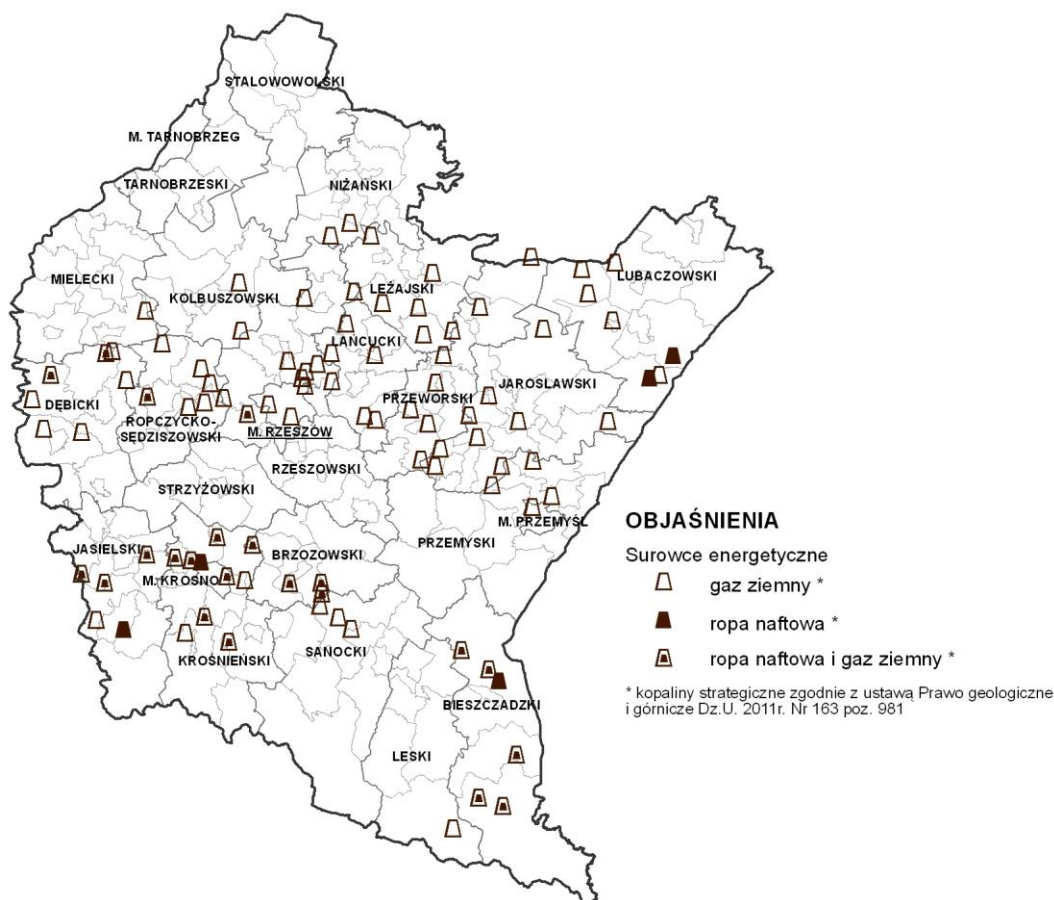 STALOWOWOLSKI
M. TARNOBRZEG
TARNOBRZESKI
NIŻAŃSKI
MIELECKI
LUBACZOWSKI
KOLBUSZOWSKI
LEŻAJSKI
ŁAŃCUCKI
JAROSŁAWSKI
DĘBICKI
PRZEWORSKI
ROPCZYCKO-
SĘDZISZOWSKI
M. RZESZÓW
RZESZOWSKI
STRZYŻOWSKI
M. PRZEMYŚL
PRZEMYSKI
JASIELSKI
BRZOZOWSKI
M. KROSNO
KROŚNIEŃSKI
SANOCKI
BIESZCZADZKI
LESKI
OBJAŚNIENIA
Surowce energetyczne
gaz ziemny *
ropa naftowa *
ropa naftowa i gaz ziemny *
* kopaliny strategiczne zgodnie z ustawą Prawo geologiczne
i górnicze Dz.U. 2011r. Nr 163 poz. 981